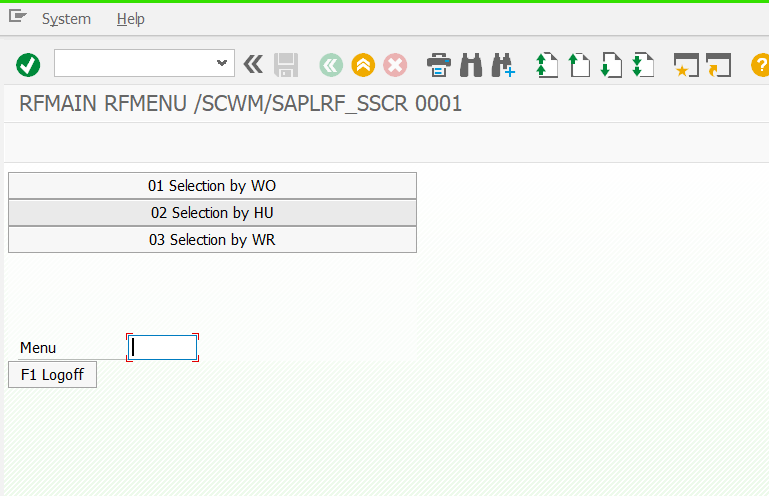 System Help
RFMAIN RFMENU /SCWM/SAPLRF_SSCR 0001
01 Selection by WO
02 Selection by HU
03 Selection by WR
Menu
F1 Logoff